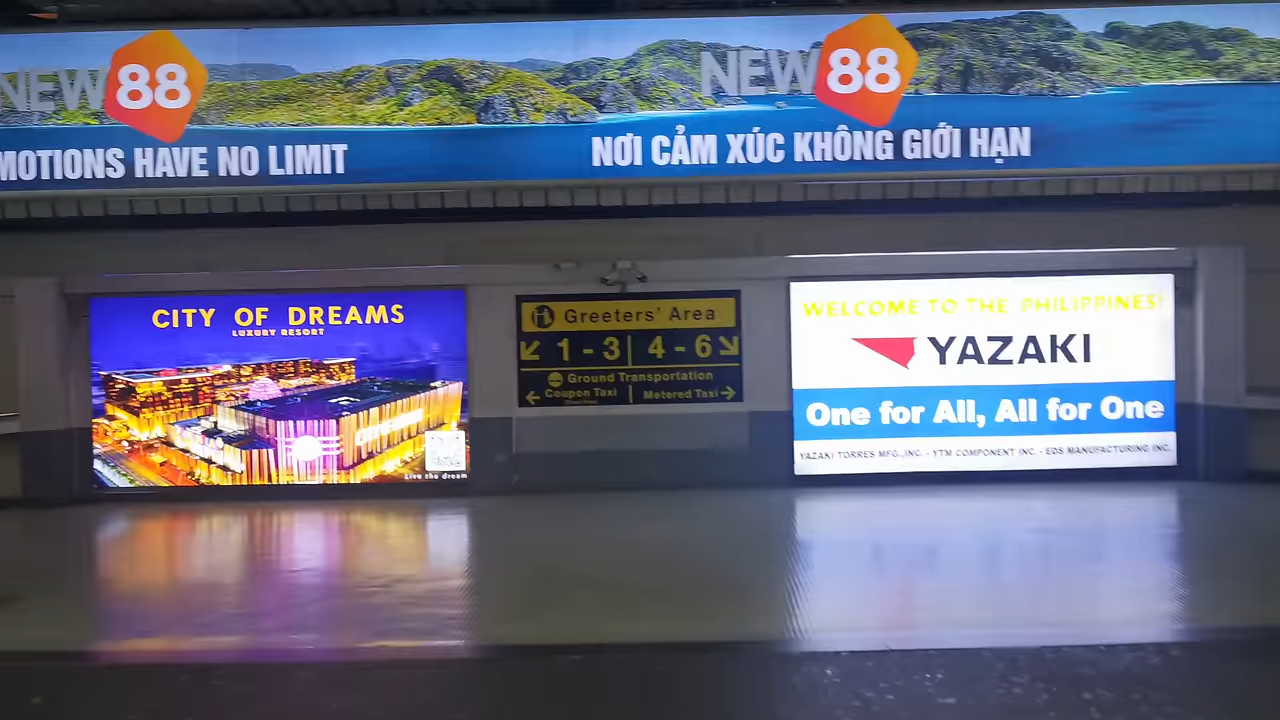 NEW 88
MOTIONS HAVE NO LIMIT
NEW 88
NƠI CẢM XÚC KHÔNG GIỚI HẠN
CITY OF DREAMS
LUXURY RESORT
Live the dream
Greeters' Area
↙ 1 - 3 | 4 - 6 ↘
Ground Transportation
← Coupon Taxi | Metered Taxi →
WELCOME TO THE PHILIPPINES!
YAZAKI
One for All, All for One
YAZAKI TORRES MFG.,INC. - YTM COMPONENT INC. - EDS MANUFACTURING INC.